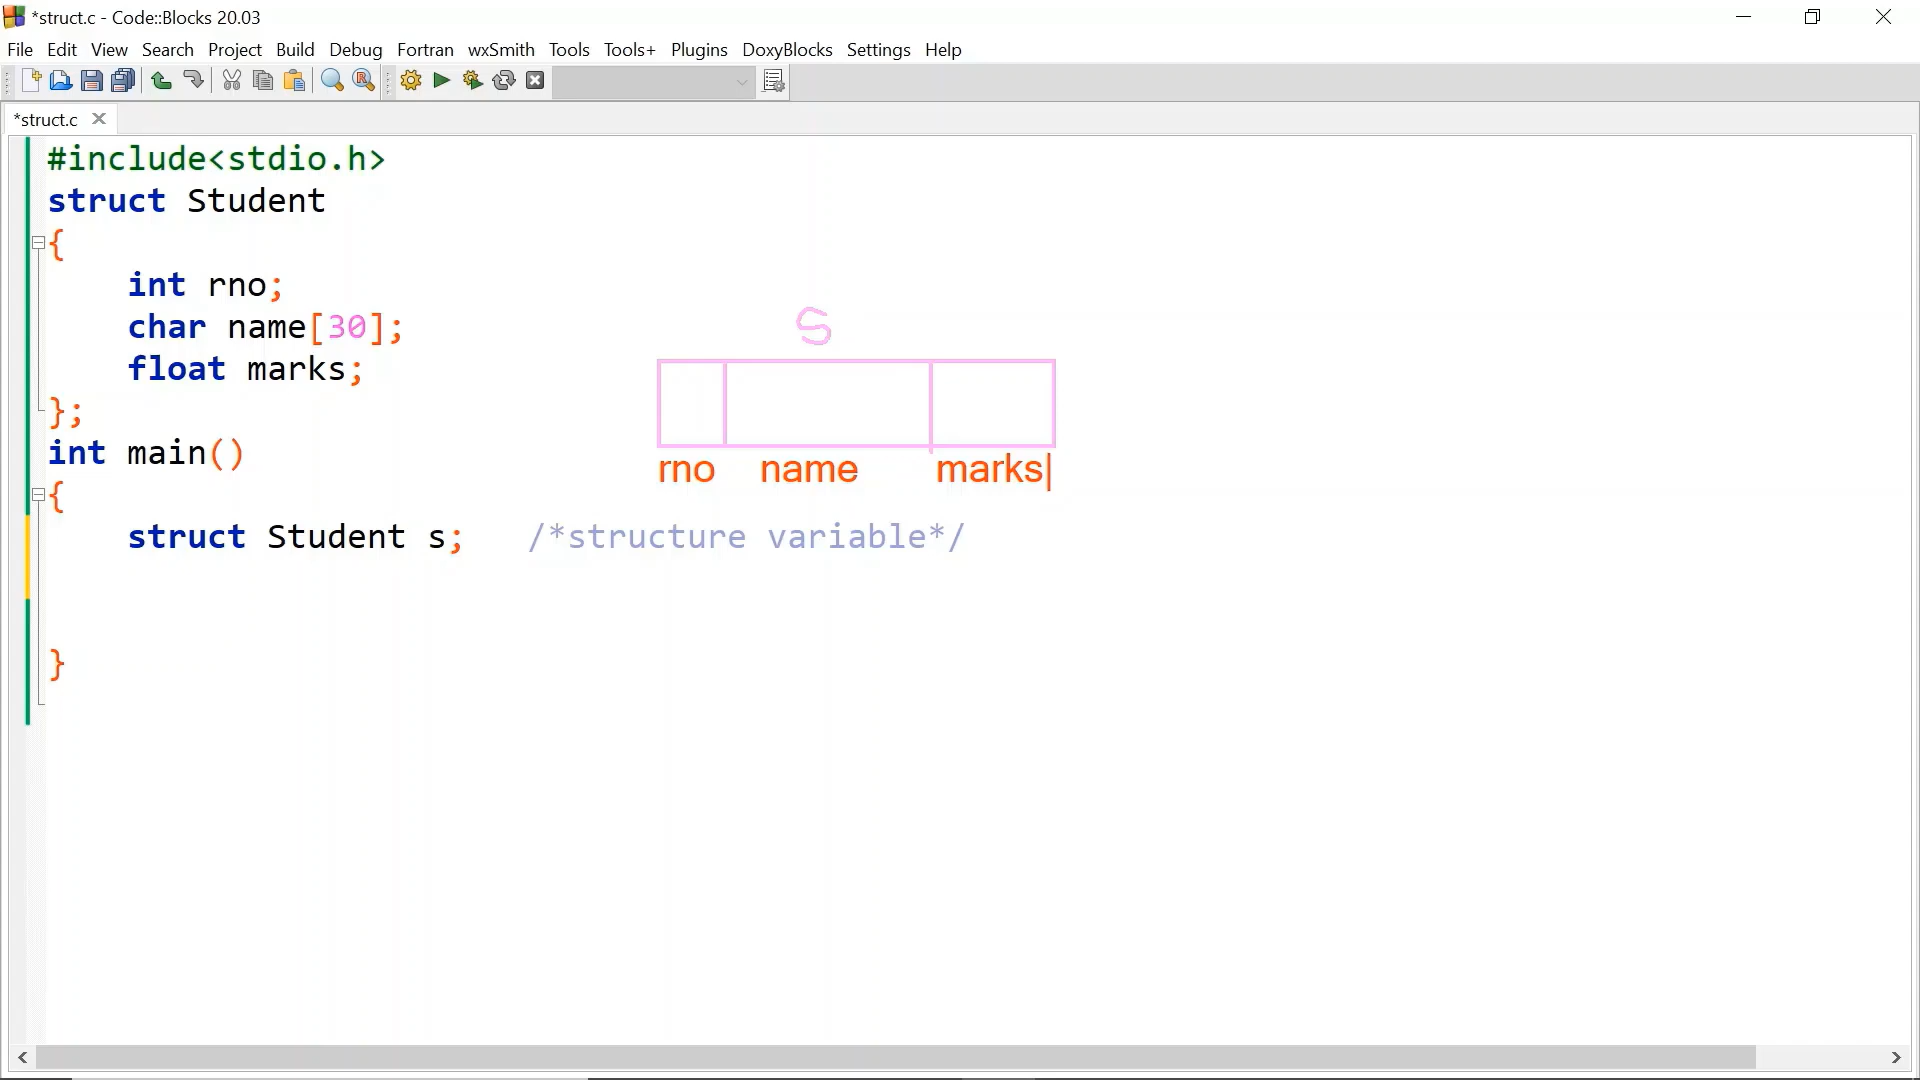 *struct.c - Code::Blocks 20.03
File Edit View Search Project Build Debug Fortran wxSmith Tools Tools+ Plugins DoxyBlocks Settings Help
*struct.c
#include<stdio.h>
struct Student
{
int rno;
char name[30];
float marks;
};
int main()
{
struct Student s; /*structure variable*/
}
S
rno name marks